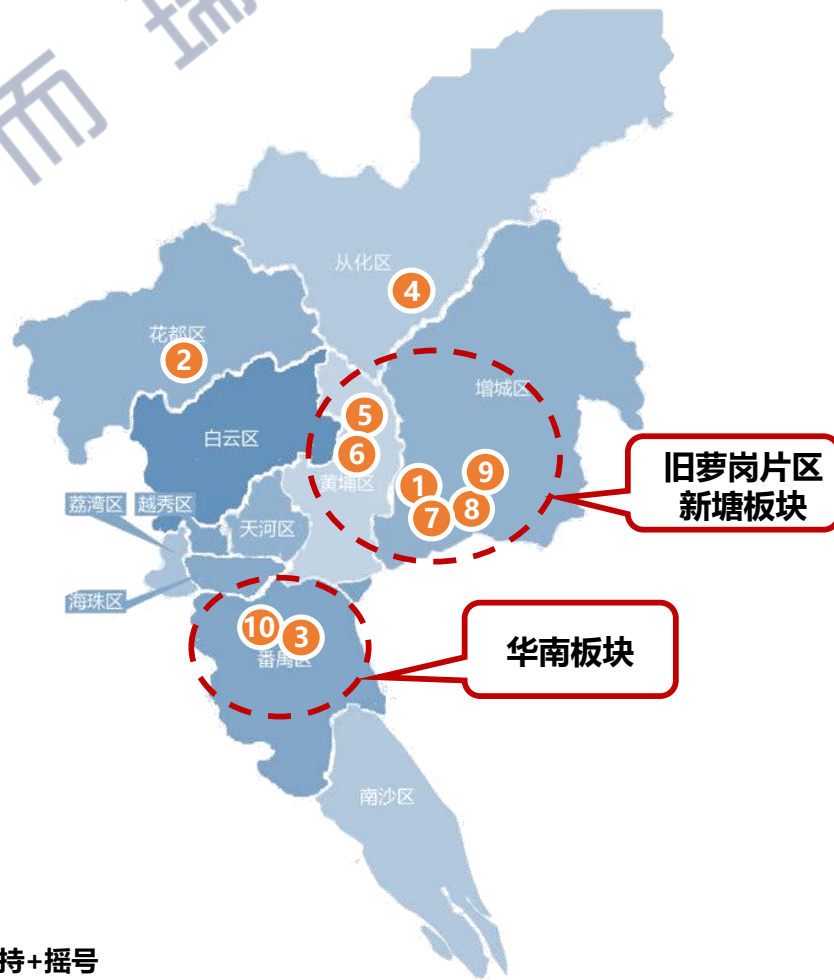 而 瑞
从化区
4
花都区
2
增城区
5
白云区
6
9
旧萝岗片区
新塘板块
黄埔区
1
8
7
荔湾区
越秀区
天河区
海珠区
10
3
华南板块
番禺区
南沙区
持+摇号